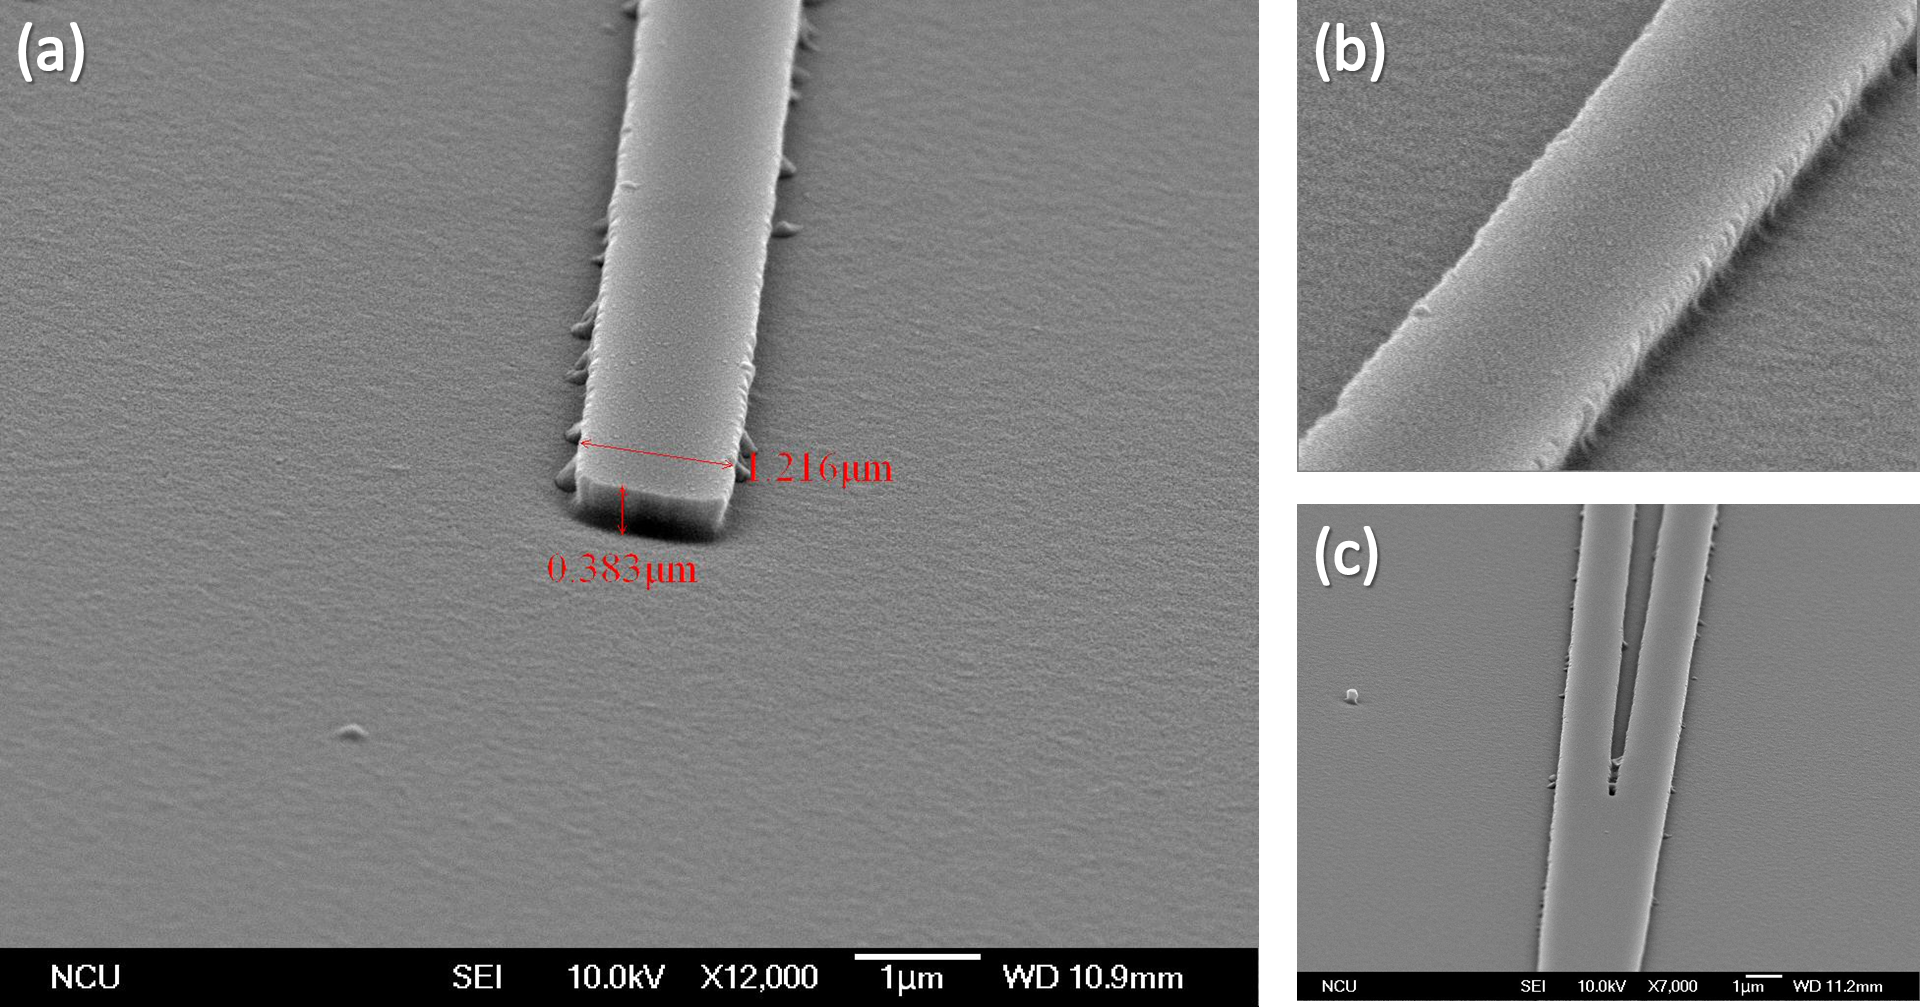 (a)
1.216μm
0.383μm
NCU SEI 10.0kV X12,000 1μm WD 10.9mm
(b)
(c)
NCU SEI 10.0kV X7,000 1μm WD 11.2mm